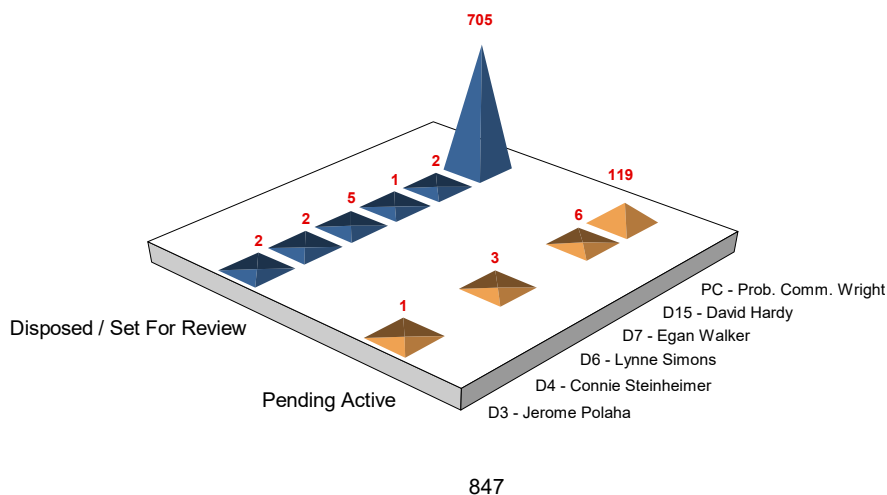 705
119
2
1
5
2
2
6
3
1
PC - Prob. Comm. Wright
D15 - David Hardy
D7 - Egan Walker
D6 - Lynne Simons
D4 - Connie Steinheimer
D3 - Jerome Polaha
Disposed / Set For Review
Pending Active
847